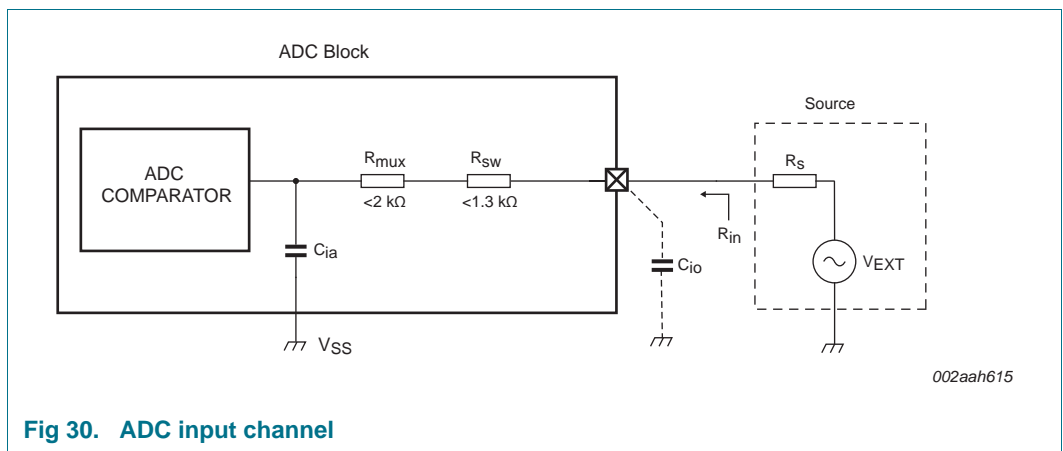 ADC Block
Source
ADC
COMPARATOR
Rmux
<2 kΩ
Rsw
<1.3 kΩ
Cia
VSS
Rin
Cio
RS
VEXT
002aah615
Fig 30. ADC input channel